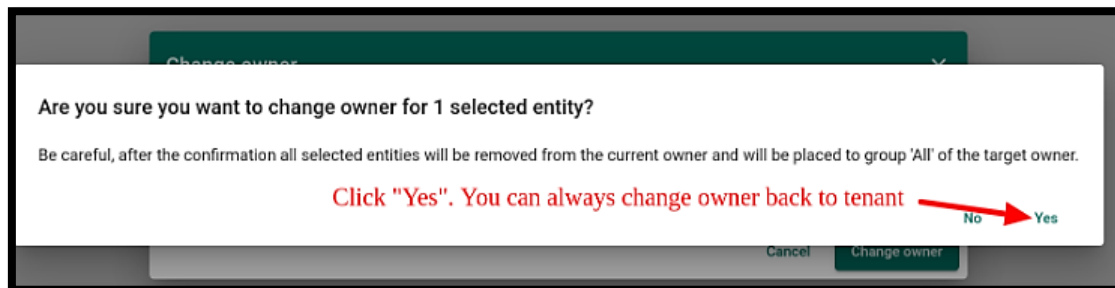 Change owner
Are you sure you want to change owner for 1 selected entity?
Be careful, after the confirmation all selected entities will be removed from the current owner and will be placed to group 'All' of the target owner.
Click "Yes". You can always change owner back to tenant
No Yes
Cancel Change owner